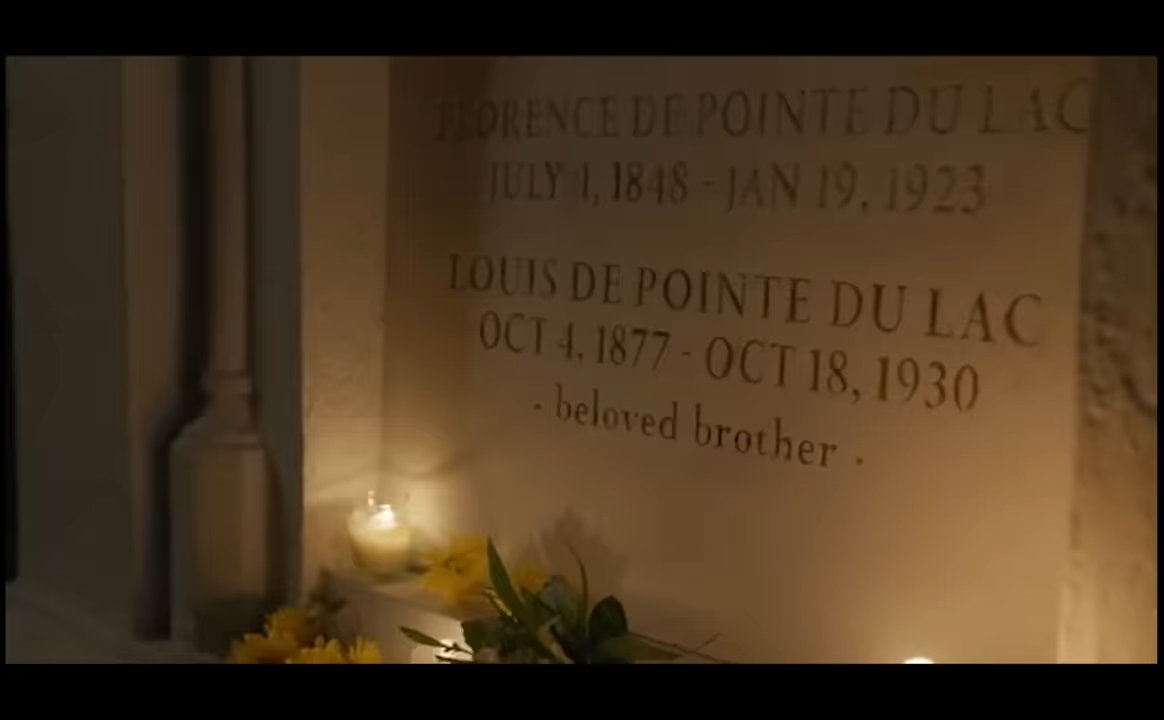 FLORENCE DE POINTE DU LAC
JULY 1, 1848 - JAN 19, 1923
LOUIS DE POINTE DU LAC
OCT 4, 1877 - OCT 18, 1930
- beloved brother -